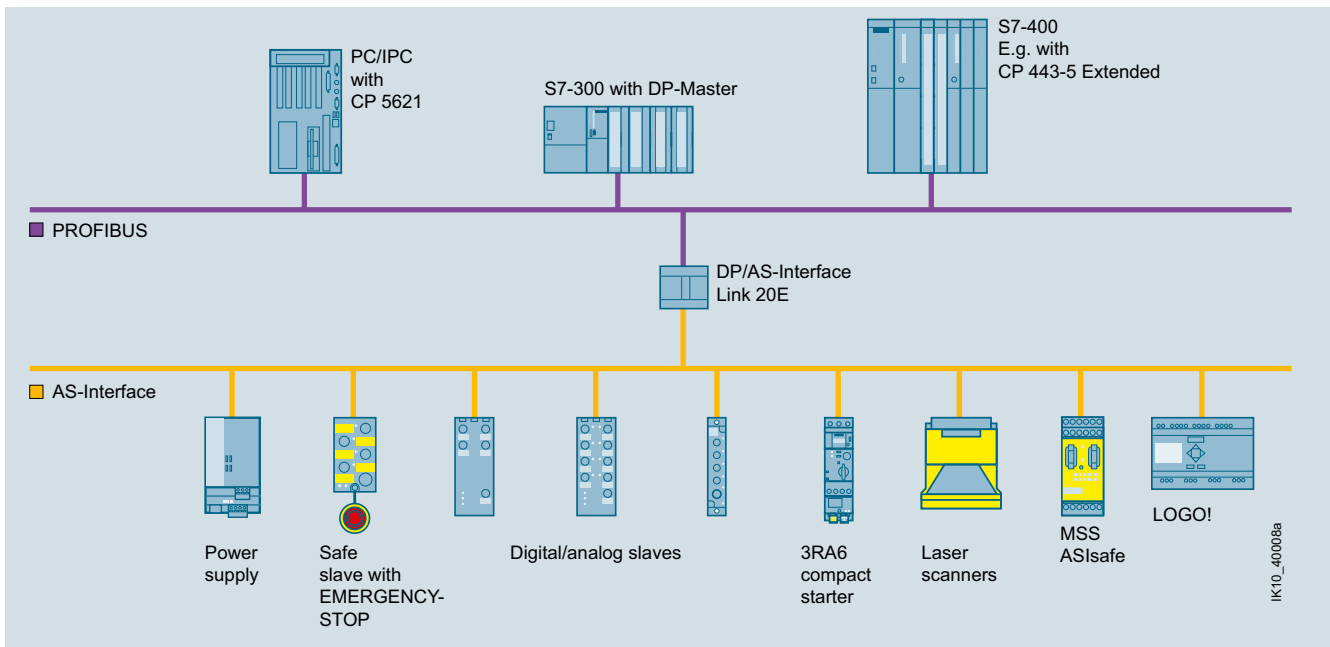 PC/IPC
with
CP 5621
S7-300 with DP-Master
S7-400
E.g. with
CP 443-5 Extended
PROFIBUS
DP/AS-Interface
Link 20E
AS-Interface
Power
supply
Safe
slave with
EMERGENCY-
STOP
Digital/analog slaves
3RA6
compact
starter
Laser
scanners
MSS
ASIsafe
LOGO!
IK10_40008a